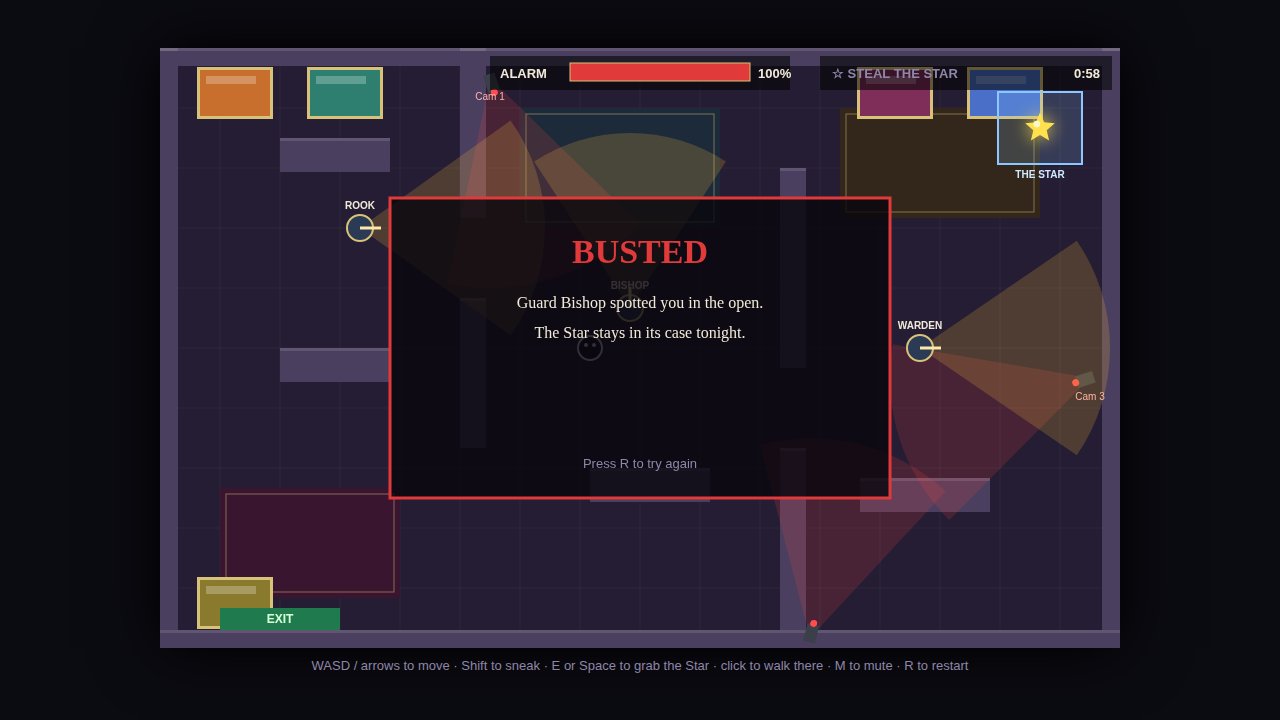 ALARM 100%
☆ STEAL THE STAR 0:58
Cam 1
THE STAR
ROOK
BUSTED
BISHOP
Guard Bishop spotted you in the open.
WARDEN
The Star stays in its case tonight.
Cam 3
Press R to try again
EXIT
WASD / arrows to move · Shift to sneak · E or Space to grab the Star · click to walk there · M to mute · R to restart